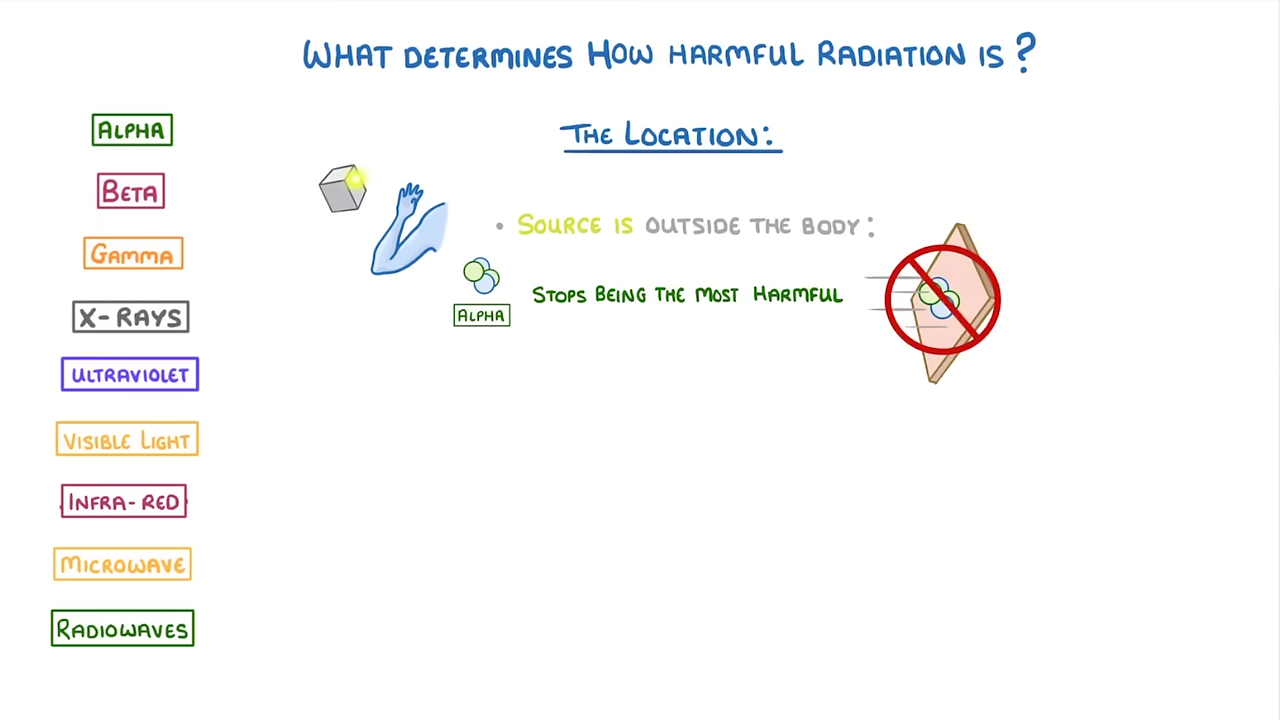 WHAT DETERMINES HOW HARMFUL RADIATION IS ?
ALPHA
BETA
GAMMA
X-RAYS
ULTRAVIOLET
VISIBLE LIGHT
INFRA-RED
MICROWAVE
RADIOWAVES
THE LOCATION:
• SOURCE IS OUTSIDE THE BODY:
ALPHA
STOPS BEING THE MOST HARMFUL